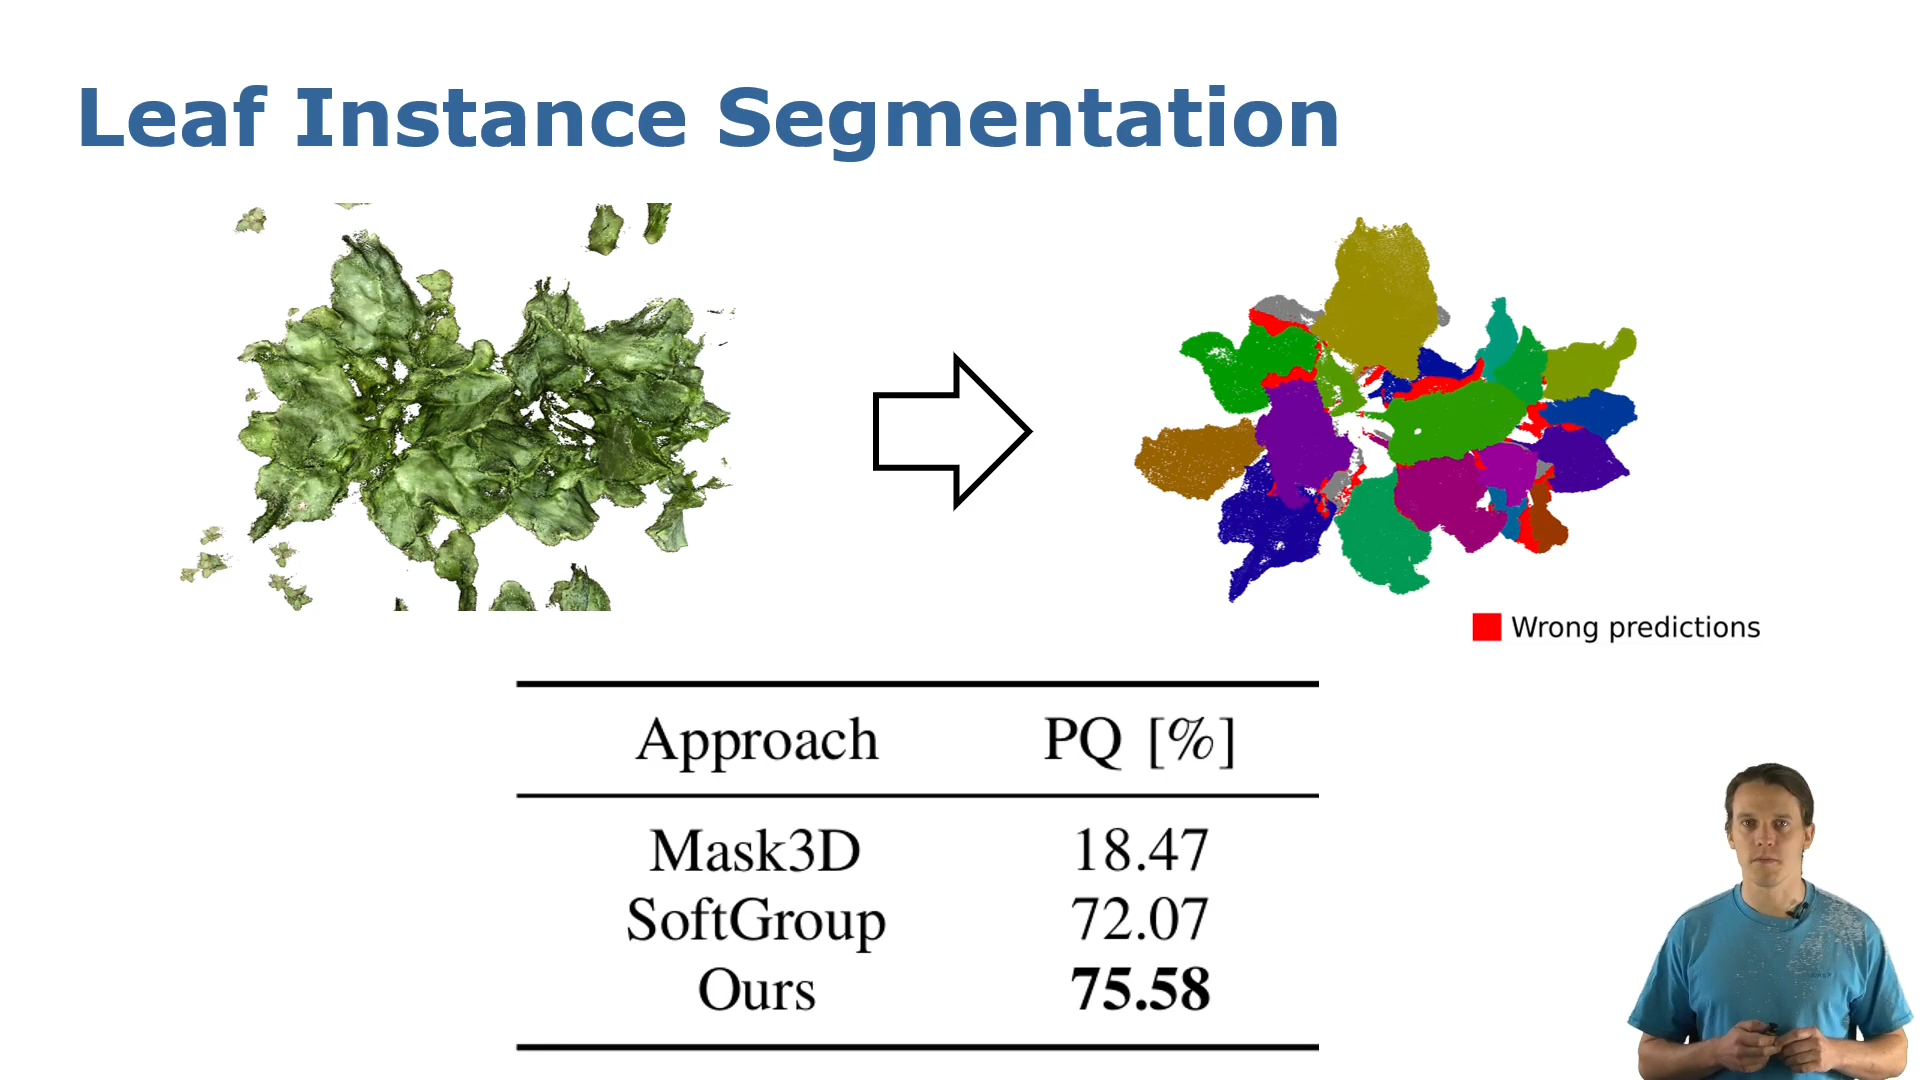 Leaf Instance Segmentation
Wrong predictions
Approach PQ [%]
Mask3D 18.47
SoftGroup 72.07
Ours 75.58